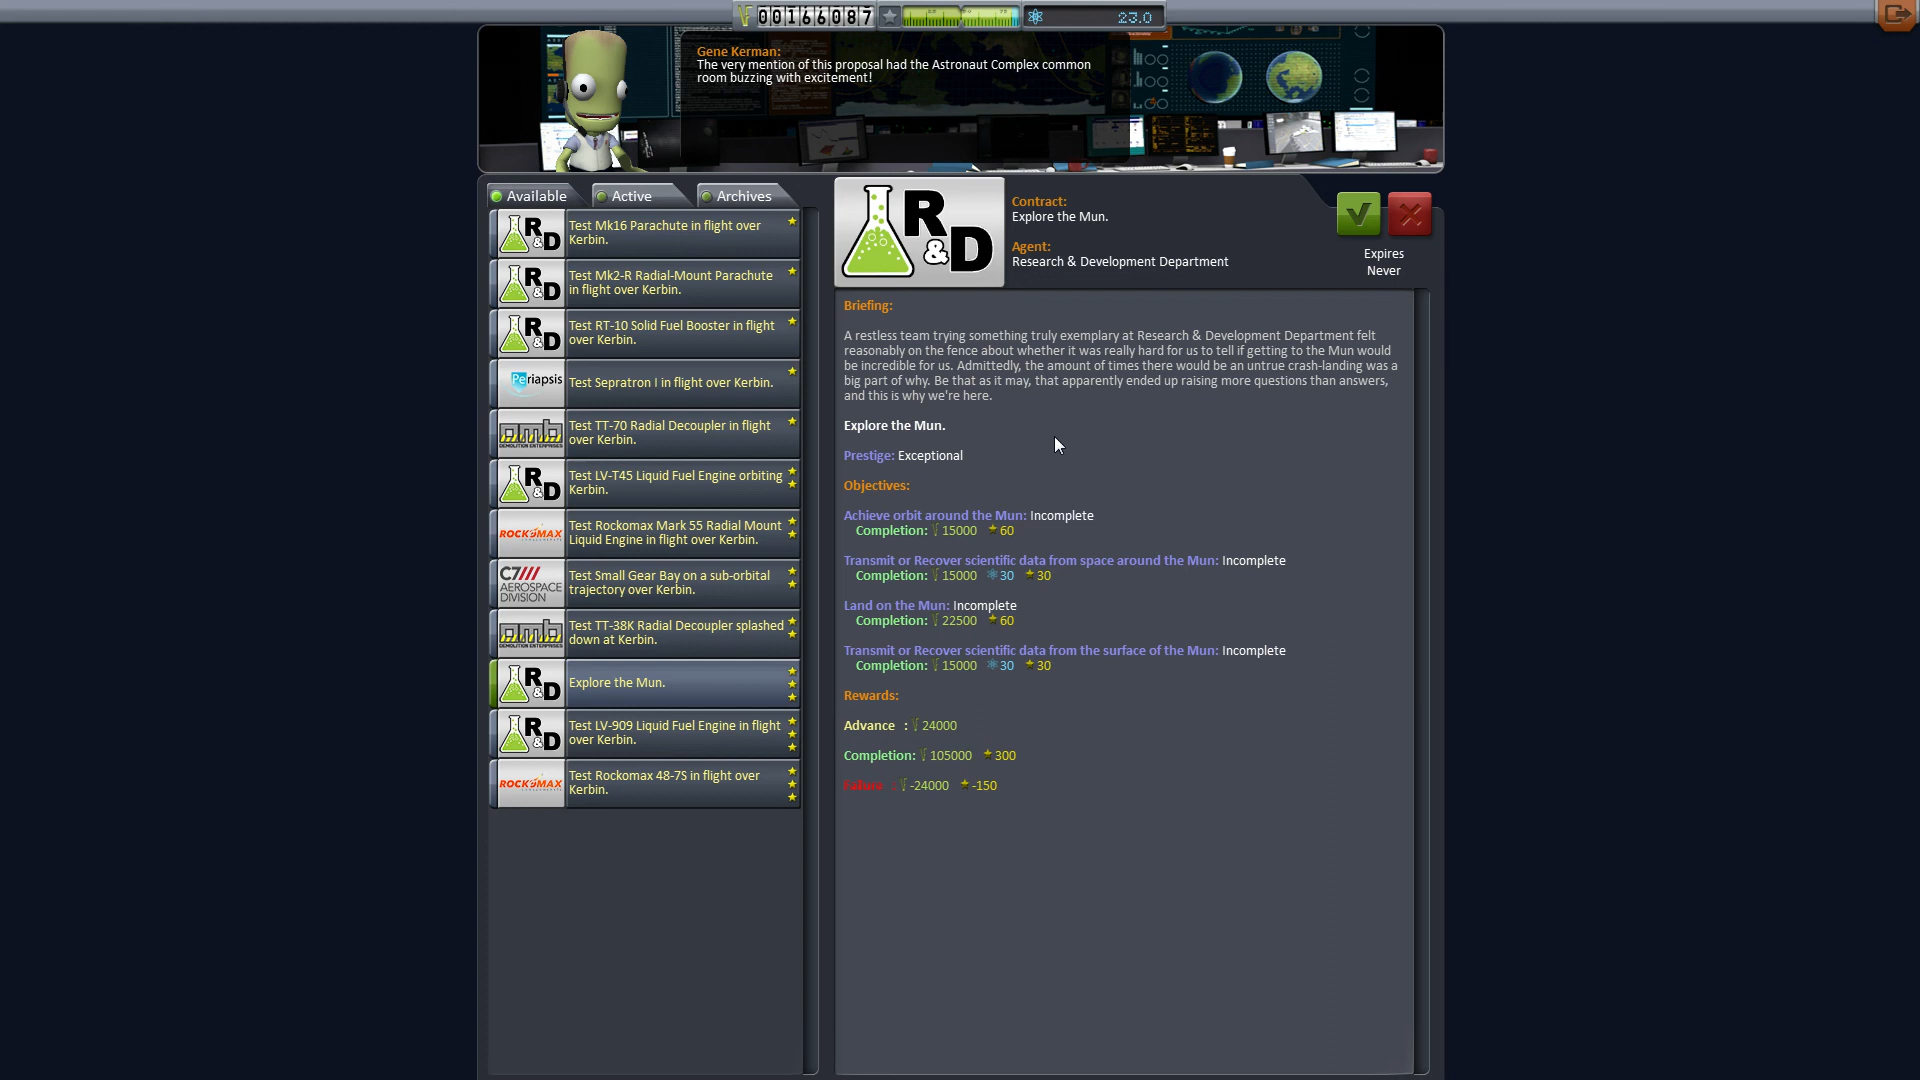 00166087
23.0
Gene Kerman:
The very mention of this proposal had the Astronaut Complex common
room buzzing with excitement!
Available
Active
Archives
R&D
Test Mk16 Parachute in flight over
Kerbin.
R&D
Test Mk2-R Radial-Mount Parachute
in flight over Kerbin.
R&D
Test RT-10 Solid Fuel Booster in flight
over Kerbin.
Periapsis
Test Sepratron I in flight over Kerbin.
OMB
DEMOLITION ENTERPRISES
Test TT-70 Radial Decoupler in flight
over Kerbin.
R&D
Test LV-T45 Liquid Fuel Engine orbiting
Kerbin.
ROCKOMAX
Test Rockomax Mark 55 Radial Mount
Liquid Engine in flight over Kerbin.
C7///
AEROSPACE
DIVISION
Test Small Gear Bay on a sub-orbital
trajectory over Kerbin.
OMB
DEMOLITION ENTERPRISES
Test TT-38K Radial Decoupler splashed
down at Kerbin.
R&D
Explore the Mun.
R&D
Test LV-909 Liquid Fuel Engine in flight
over Kerbin.
ROCKOMAX
Test Rockomax 48-7S in flight over
Kerbin.
R&D
Contract:
Explore the Mun.
Agent:
Research & Development Department
Expires
Never
Briefing:
A restless team trying something truly exemplary at Research & Development Department felt
reasonably on the fence about whether it was really hard for us to tell if getting to the Mun would
be incredible for us. Admittedly, the amount of times there would be an untrue crash-landing was a
big part of why. Be that as it may, that apparently ended up raising more questions than answers,
and this is why we're here.
Explore the Mun.
Prestige: Exceptional
Objectives:
Achieve orbit around the Mun: Incomplete
Completion: 15000 60
Transmit or Recover scientific data from space around the Mun: Incomplete
Completion: 15000 30 30
Land on the Mun: Incomplete
Completion: 22500 60
Transmit or Recover scientific data from the surface of the Mun: Incomplete
Completion: 15000 30 30
Rewards:
Advance : 24000
Completion: 105000 300
Failure : -24000 -150